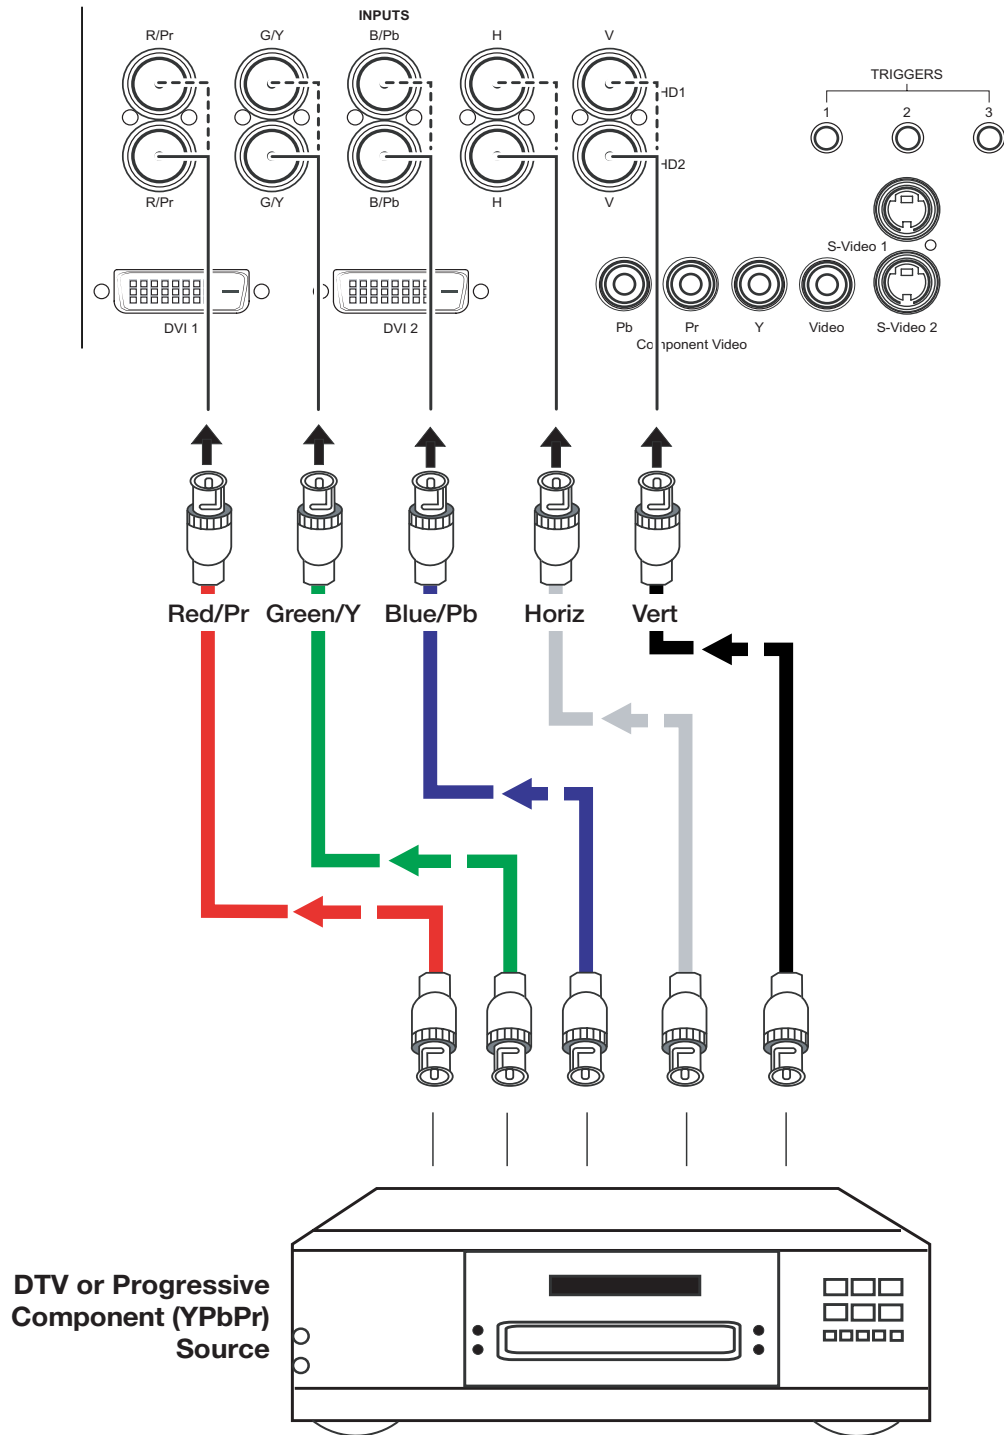 INPUTS
R/Pr G/Y B/Pb H V
HD1
TRIGGERS
1 2 3
HD2
R/Pr G/Y B/Pb H V
S-Video 1
DVI 1 DVI 2
Pb Pr Y Video S-Video 2
Component Video
Red/Pr Green/Y Blue/Pb Horiz Vert
DTV or Progressive
Component (YPbPr)
Source